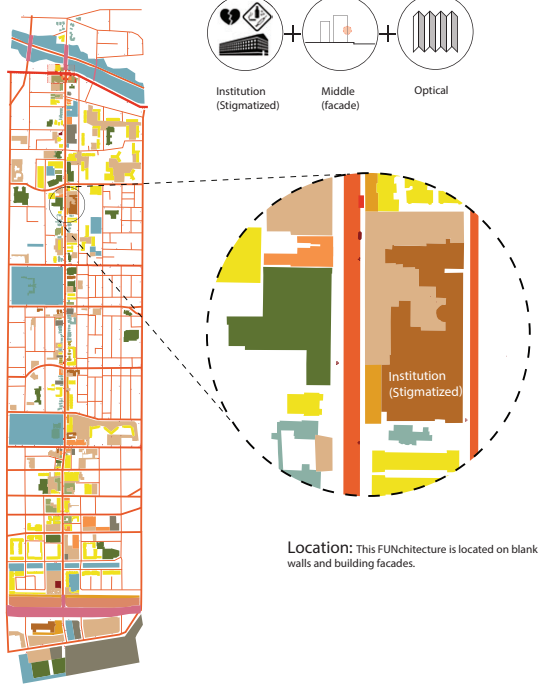 Institution
(Stigmatized)
Middle
(facade)
Optical
Institution
(Stigmatized)
Location: This FUNchitecture is located on blank
walls and building facades.